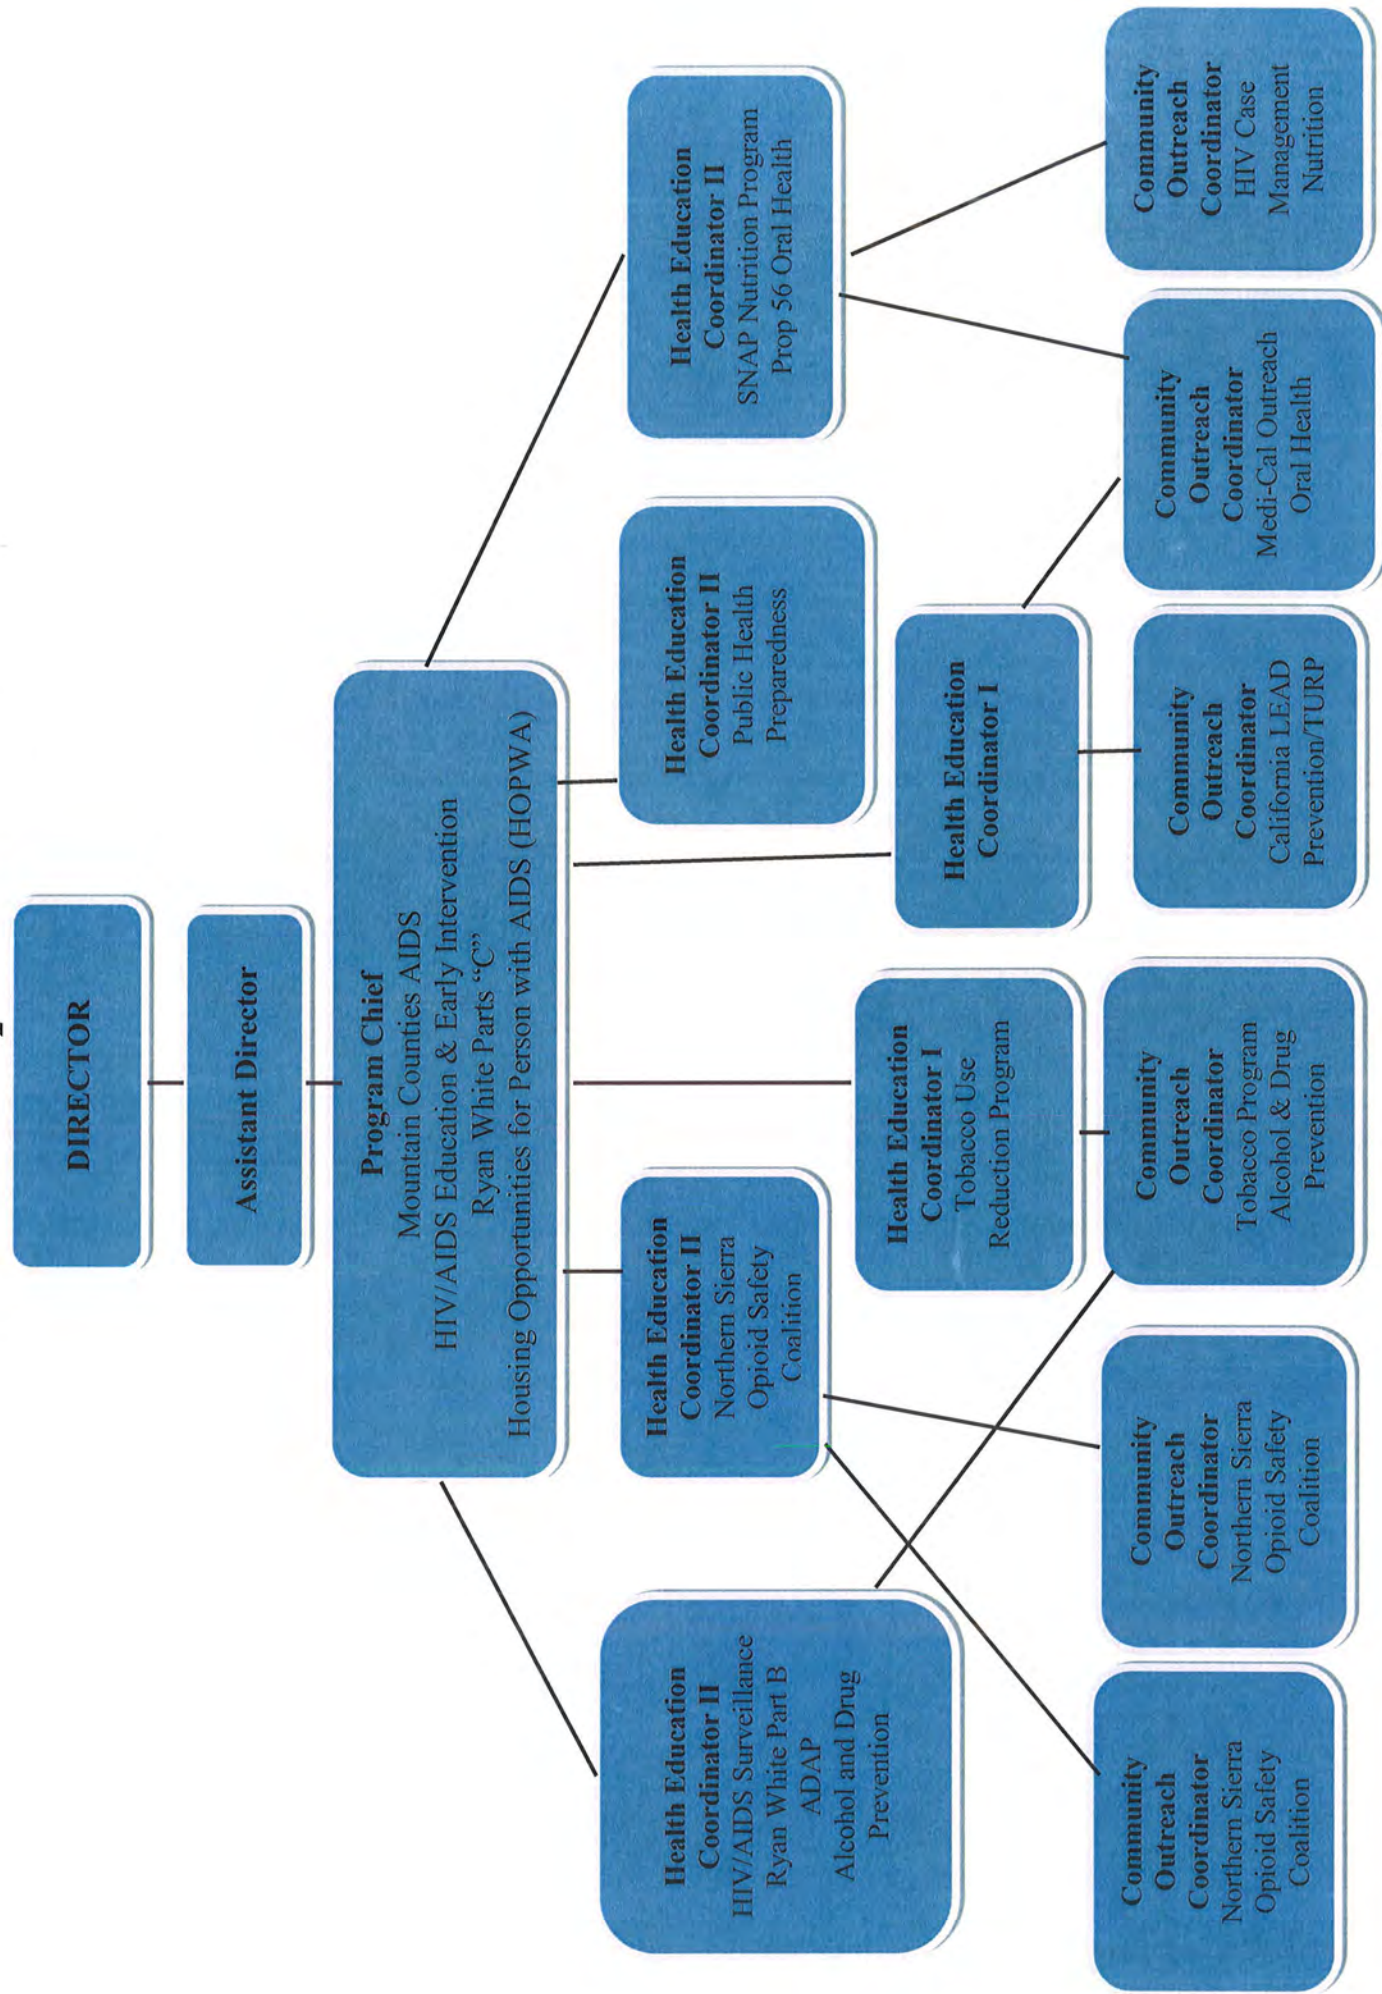 DIRECTOR
Assistant Director
Program Chief
Mountain Counties AIDS
HIV/AIDS Education & Early Intervention
Ryan White Parts “C”
Housing Opportunities for Person with AIDS (HOPWA)
Health Education
Coordinator II
HIV/AIDS Surveillance
Ryan White Part B
ADAP
Alcohol and Drug
Prevention
Health Education
Coordinator II
Northern Sierra
Opioid Safety
Coalition
Health Education
Coordinator II
Public Health
Preparedness
Health Education
Coordinator II
SNAP Nutrition Program
Prop 56 Oral Health
Health Education
Coordinator I
Tobacco Use
Reduction Program
Health Education
Coordinator I
Community
Outreach
Coordinator
Northern Sierra
Opioid Safety
Coalition
Community
Outreach
Coordinator
Northern Sierra
Opioid Safety
Coalition
Community
Outreach
Coordinator
Tobacco Program
Alcohol & Drug
Prevention
Community
Outreach
Coordinator
California LEAD
Prevention/TURP
Community
Outreach
Coordinator
Medi-Cal Outreach
Oral Health
Community
Outreach
Coordinator
HIV Case
Management
Nutrition